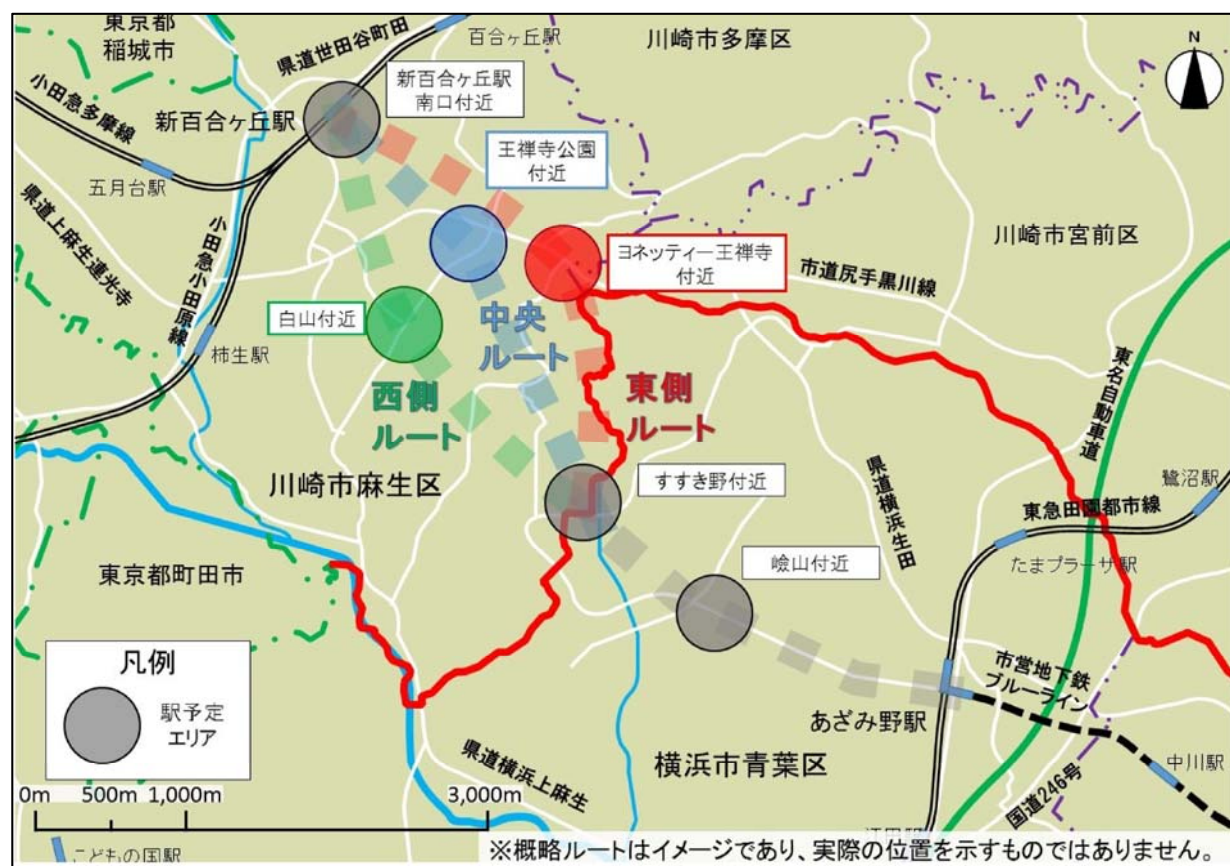 東京都
稲城市
県道世田谷町田
百合ヶ丘駅
川崎市多摩区
N
小田急多摩線
新百合ヶ丘駅
新百合ヶ丘駅
南口付近
五月台駅
王禅寺公園
付近
県道上麻生連光寺
小田急小田原線
川崎市宮前区
ヨネッティー王禅寺
付近
市道尻手黒川線
白山付近
柿生駅
中央
ルート
西側
ルート
東側
ルート
東名自動車道
川崎市麻生区
すすき野付近
県道横浜生田
鷺沼駅
東急田園都市線
たまプラーザ駅
東京都町田市
嶮山付近
凡例
駅予定
エリア
市営地下鉄
ブルーライン
あざみ野駅
横浜市青葉区
県道横浜上麻生
中川駅
国道246号
0m 500m 1,000m 3,000m
江田駅
こどもの国駅
※概略ルートはイメージであり、実際の位置を示すものではありません。